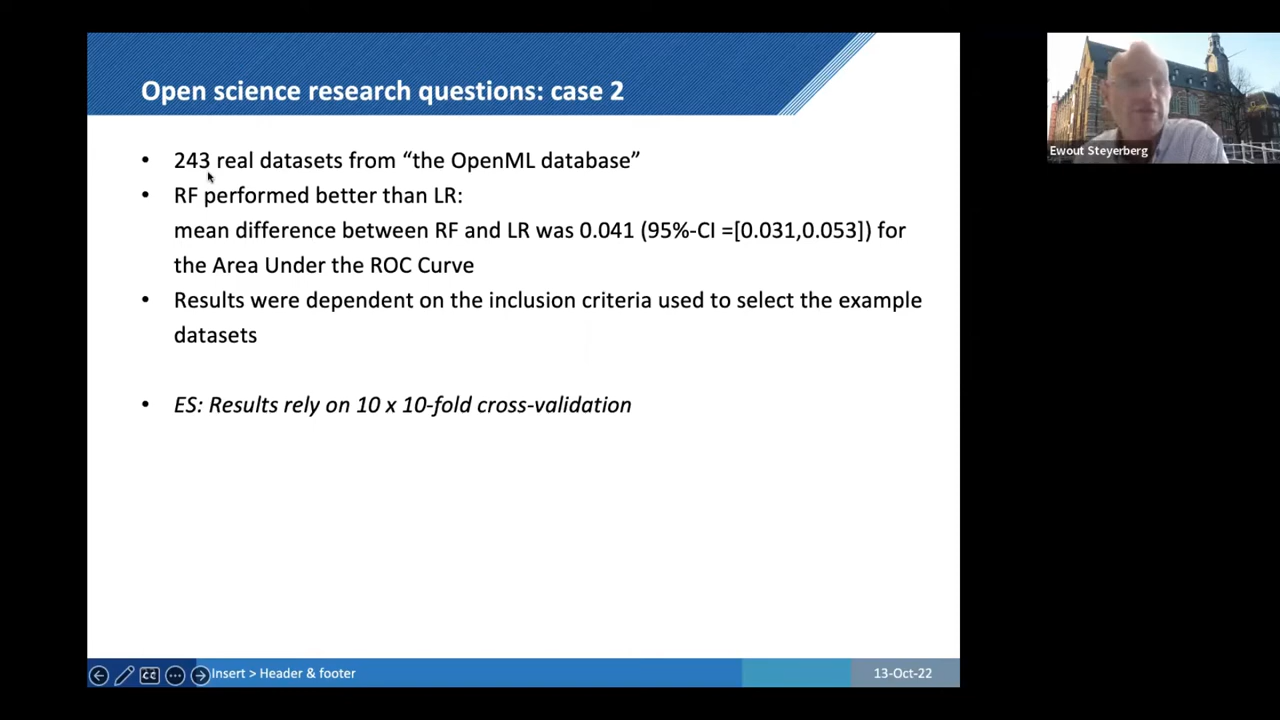 Open science research questions: case 2
• 243 real datasets from “the OpenML database”
• RF performed better than LR:
mean difference between RF and LR was 0.041 (95%-CI =[0.031,0.053]) for
the Area Under the ROC Curve
• Results were dependent on the inclusion criteria used to select the example
datasets
• ES: Results rely on 10 x 10-fold cross-validation
Ewout Steyerberg
CC
Insert > Header & footer
13-Oct-22